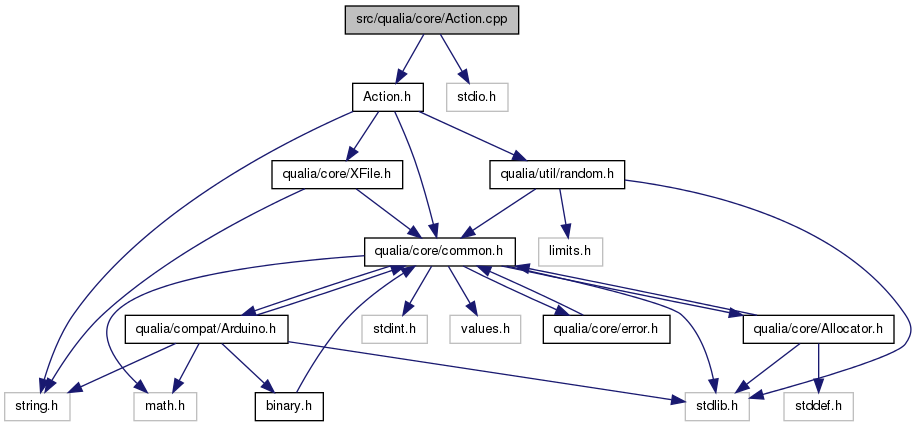 src/qualia/core/Action.cpp
Action.h
stdio.h
qualia/core/XFile.h
qualia/util/random.h
qualia/core/common.h
limits.h
qualia/compat/Arduino.h
stdint.h
values.h
qualia/core/error.h
qualia/core/Allocator.h
string.h
math.h
binary.h
stdlib.h
stddef.h